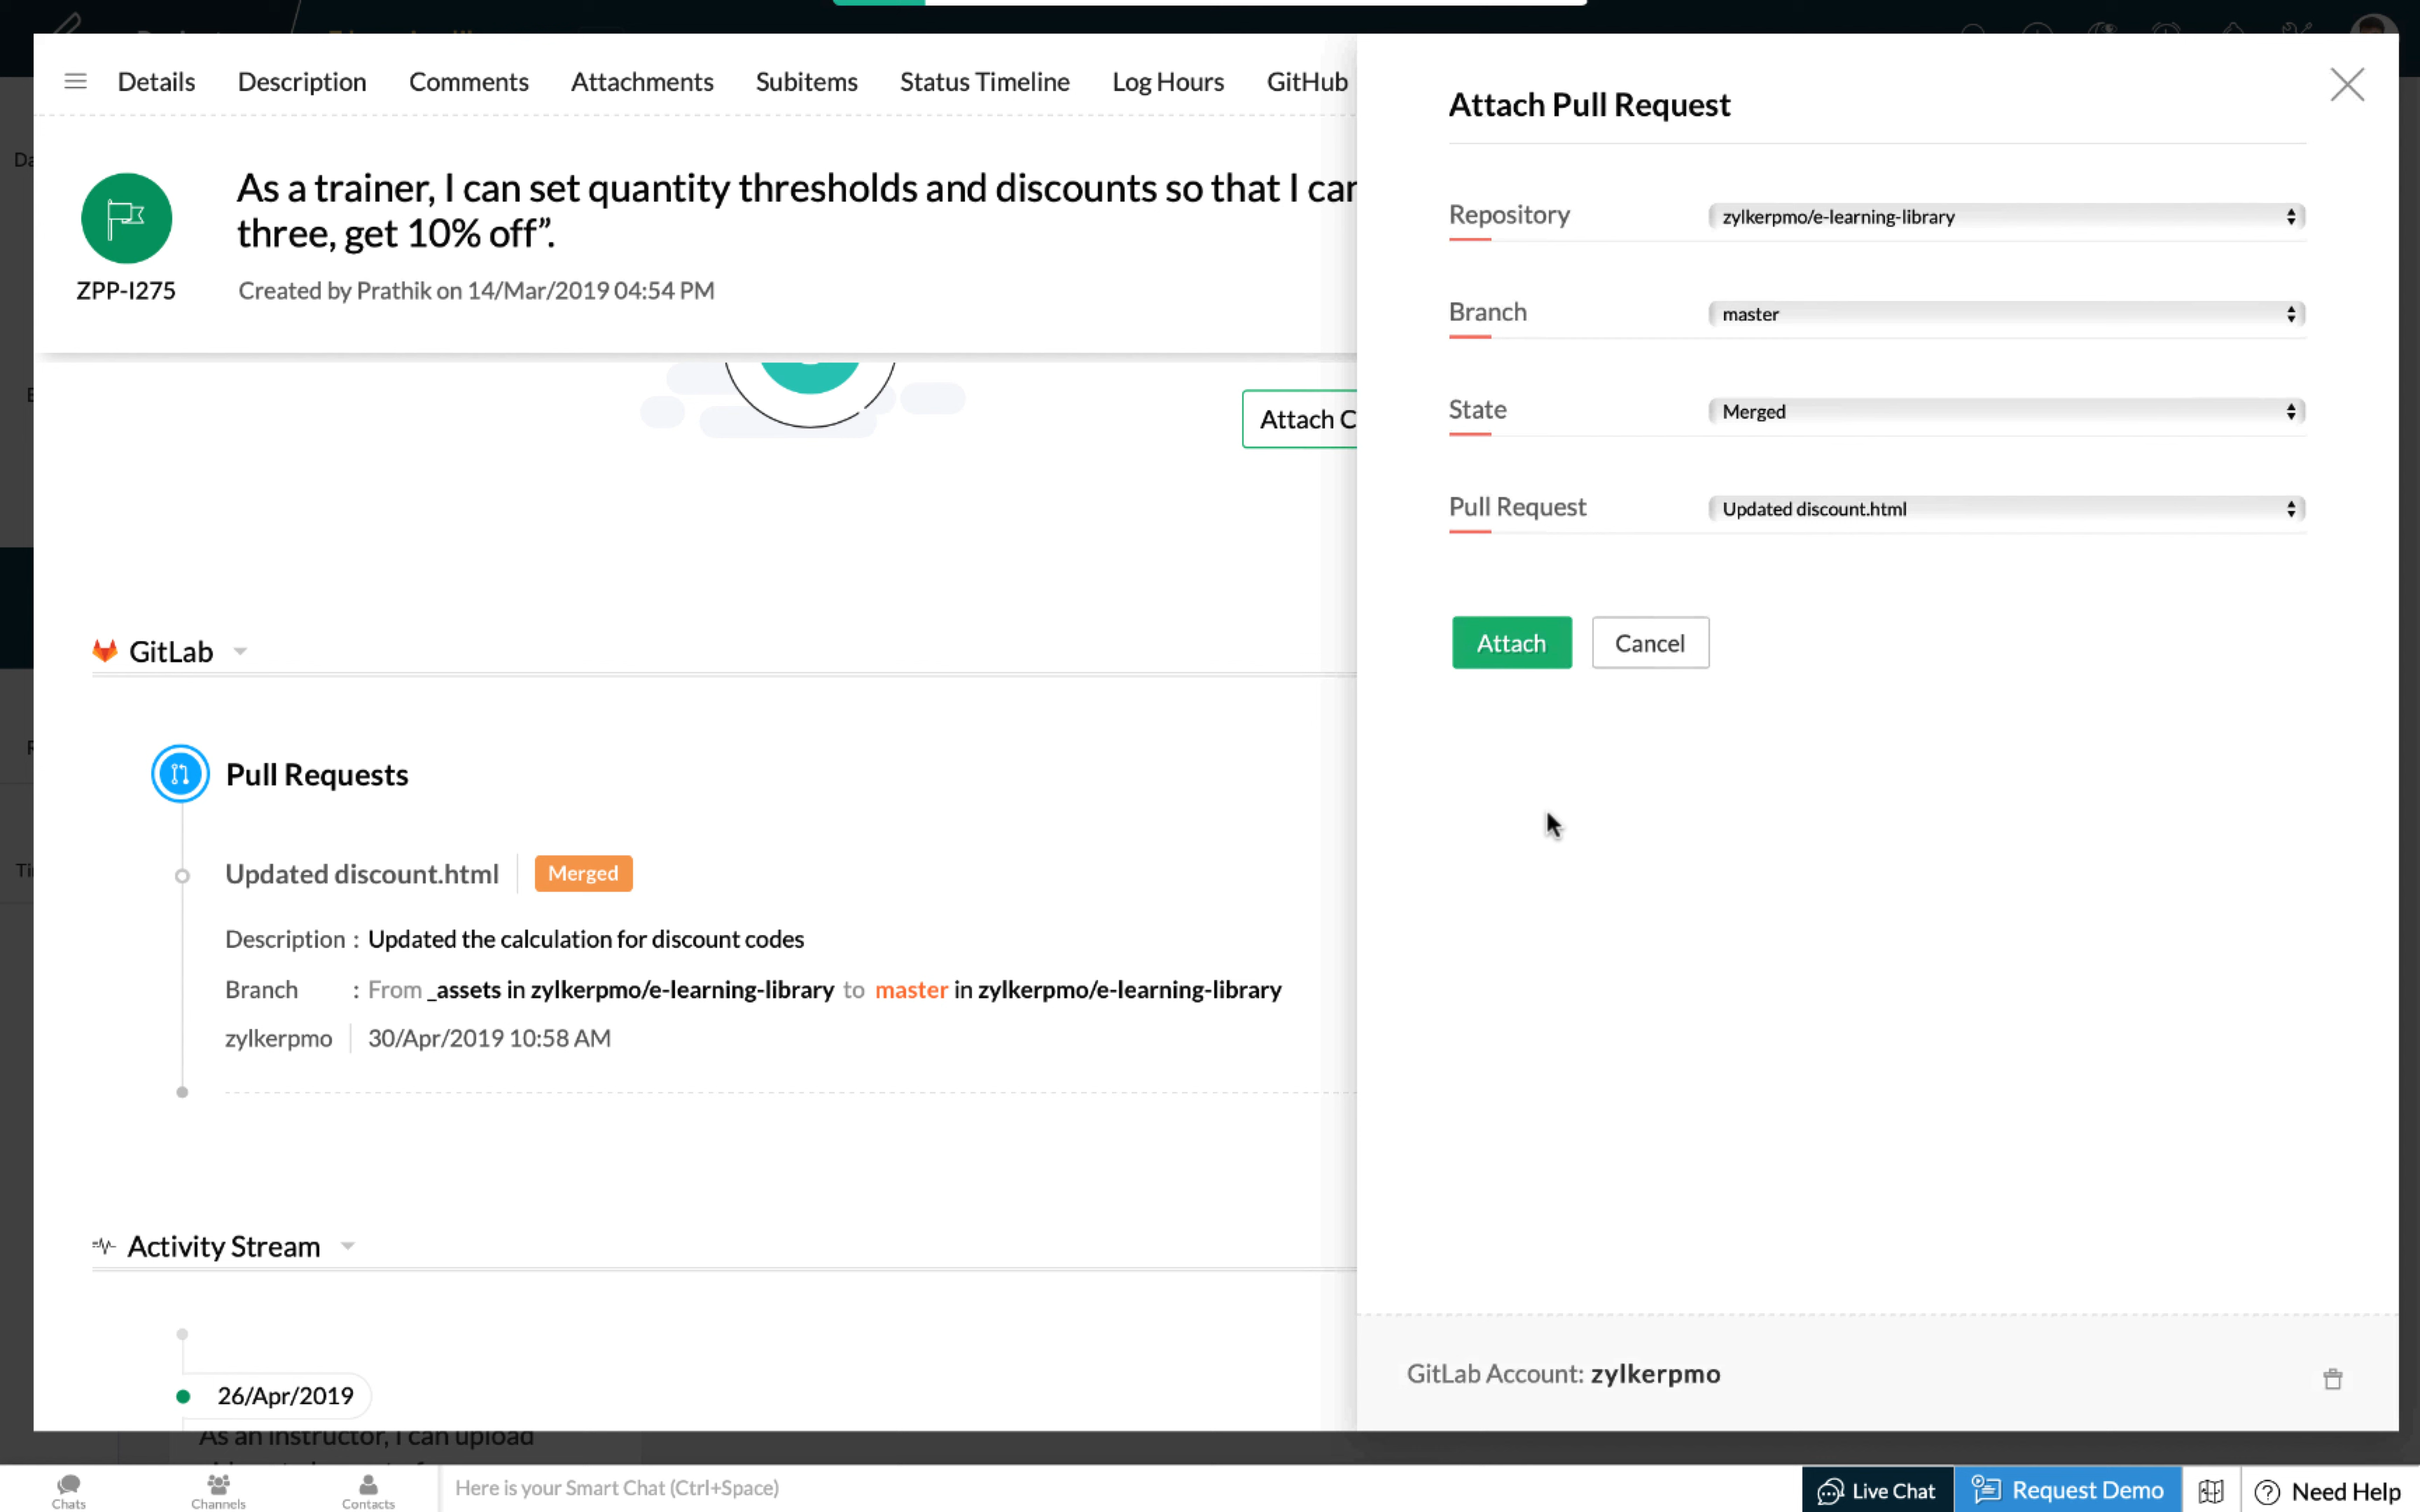 Details Description Comments Attachments Subitems Status Timeline Log Hours GitHub
As a trainer, I can set quantity thresholds and discounts so that I can
three, get 10% off”.
ZPP-I275
Created by Prathik on 14/Mar/2019 04:54 PM
Attach C
GitLab
Pull Requests
Updated discount.html Merged
Description : Updated the calculation for discount codes
Branch : From _assets in zylkerpmo/e-learning-library to master in zylkerpmo/e-learning-library
zylkerpmo 30/Apr/2019 10:58 AM
Activity Stream
26/Apr/2019
As an instructor, I can upload
Attach Pull Request
Repository zylkerpmo/e-learning-library
Branch master
State Merged
Pull Request Updated discount.html
Attach Cancel
GitLab Account: zylkerpmo
Chats Channels Contacts Here is your Smart Chat (Ctrl+Space) Live Chat Request Demo Need Help